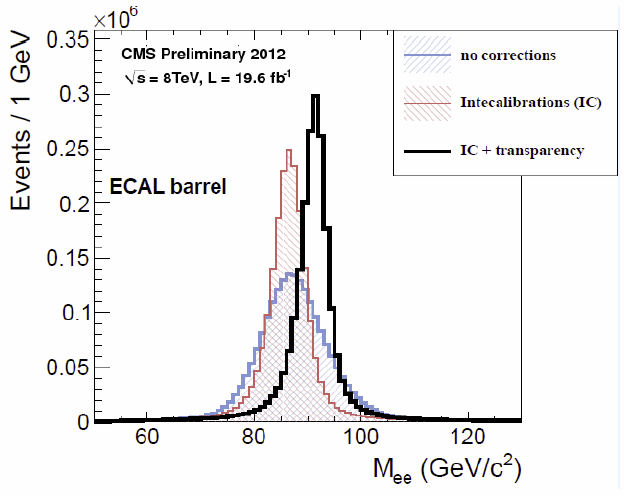 ×10⁶
0.35
0.3
0.25
0.2
0.15
0.1
0.05
0
Events / 1 GeV
CMS Preliminary 2012
√s = 8TeV, L = 19.6 fb⁻¹
ECAL barrel
no corrections
Intecalibrations (IC)
IC + transparency
60 80 100 120
Mₑₑ (GeV/c²)